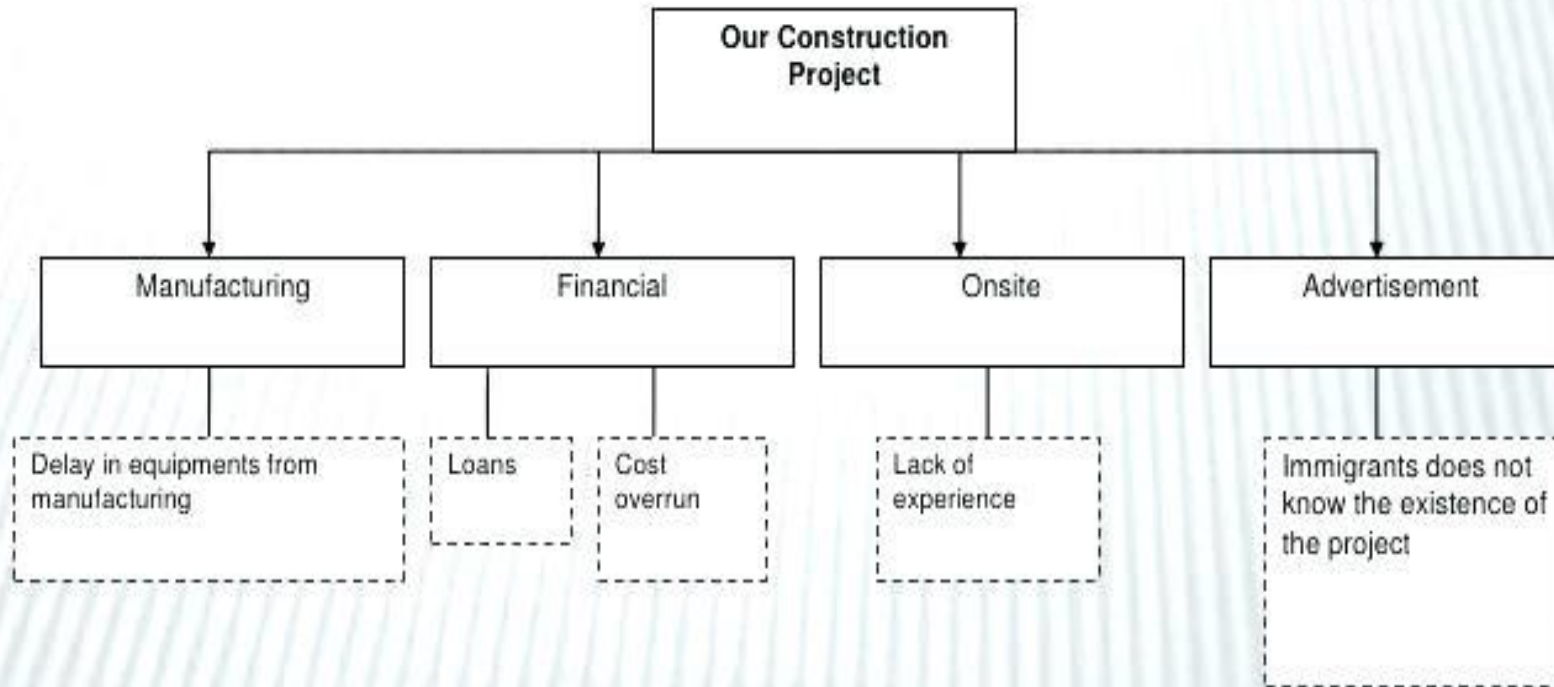 Our Construction
Project
Manufacturing
Financial
Onsite
Advertisement
Delay in equipments from
manufacturing
Loans
Cost
overrun
Lack of
experience
Immigrants does not
know the existence of
the project